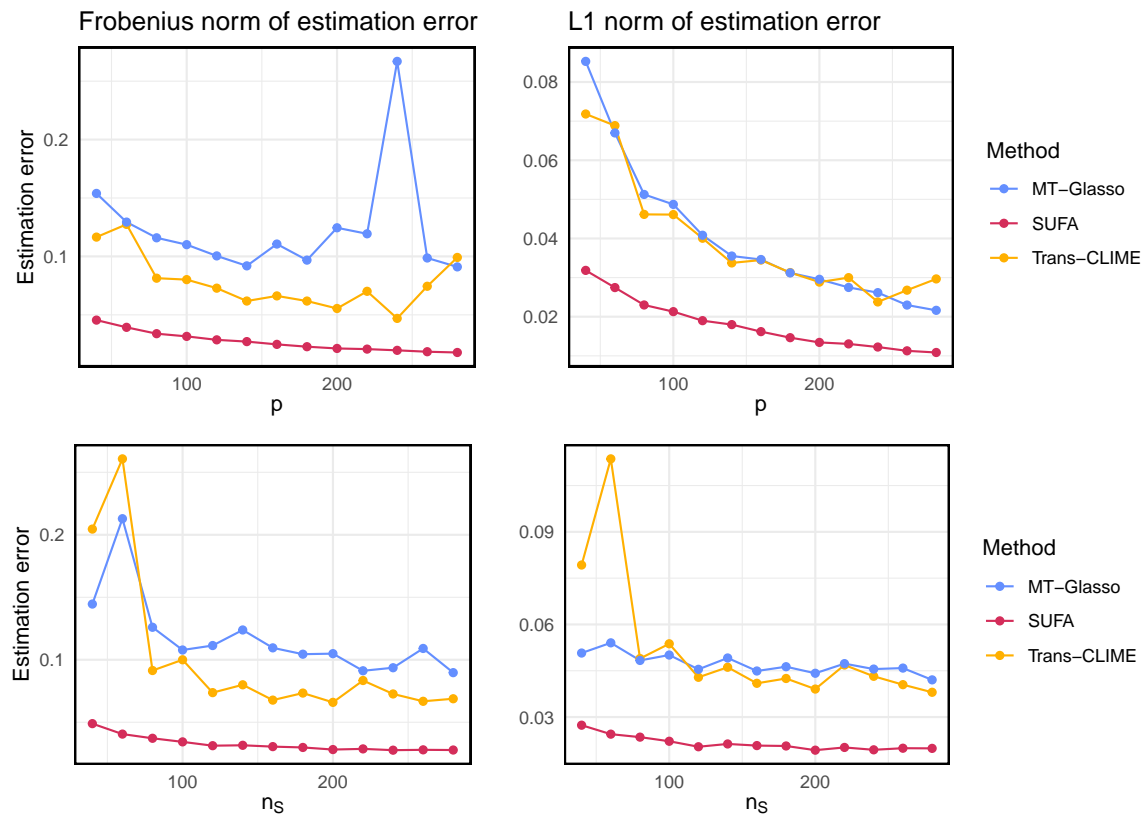 Frobenius norm of estimation error
L1 norm of estimation error
Estimation error
0.2
0.1
100
200
p
0.08
0.06
0.04
0.02
100
200
p
Method
MT−Glasso
SUFA
Trans−CLIME
Estimation error
0.2
0.1
100
200
nS
0.09
0.06
0.03
100
200
nS
Method
MT−Glasso
SUFA
Trans−CLIME